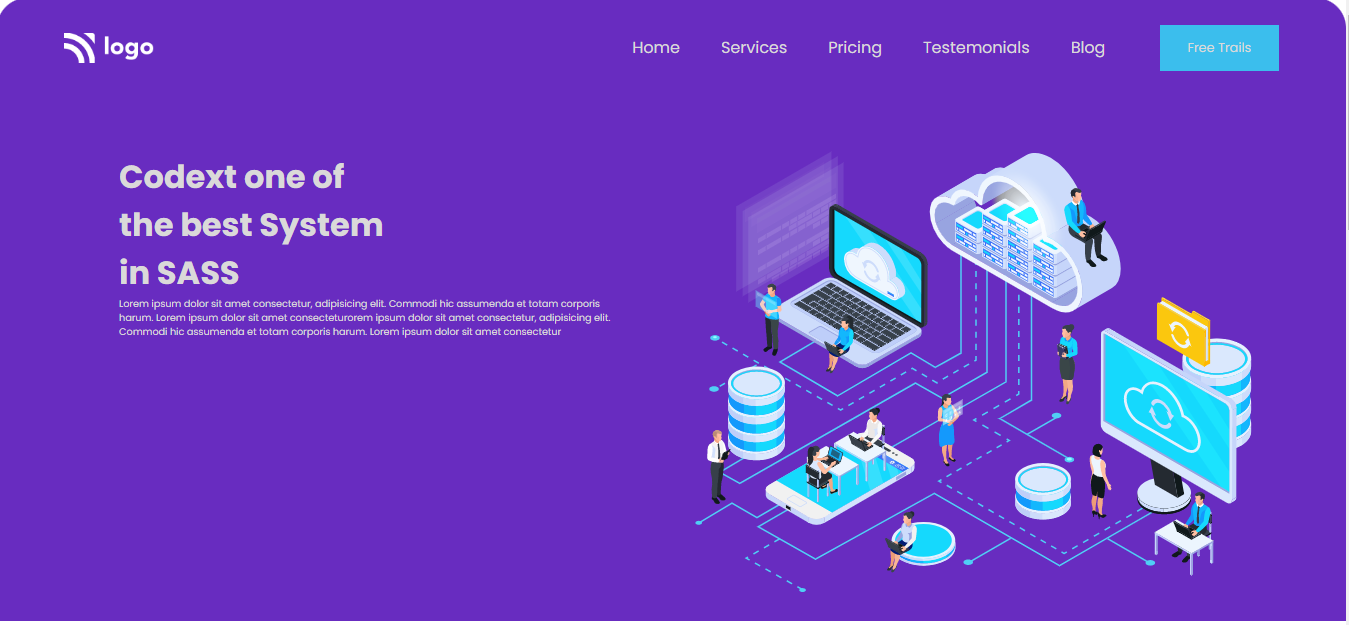 logo
Home Services Pricing Testemonials Blog Free Trails
Codext one of
the best System
in SASS
Lorem ipsum dolor sit amet consectetur, adipisicing elit. Commodi hic assumenda et totam corporis
harum. Lorem ipsum dolor sit amet consecteturorem ipsum dolor sit amet consectetur, adipisicing elit.
Commodi hic assumenda et totam corporis harum. Lorem ipsum dolor sit amet consectetur